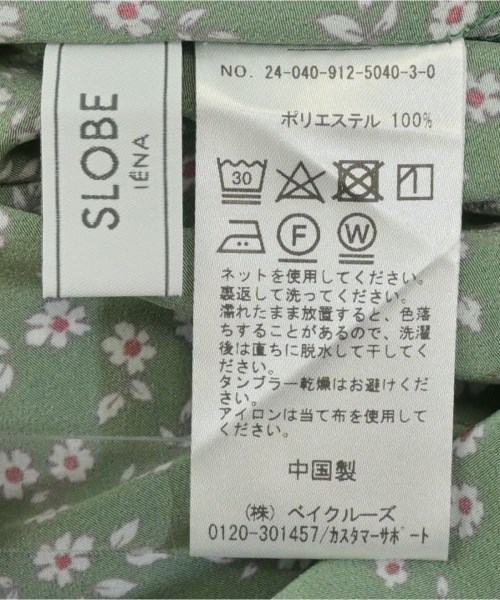 SLOBE
IÉNA
NO. 24-040-912-5040-3-0
ポリエステル 100%
30
F
W
ネットを使用してください。
裏返して洗ってください。
濡れたまま放置すると、色落
ちすることがあるので、洗濯
後は直ちに脱水して干してく
ださい。
タンブラー乾燥はお避けくだ
さい。
アイロンは当て布を使用して
ください。
中国製
(株) ベイクルーズ
0120-301457/カスタマーサポート